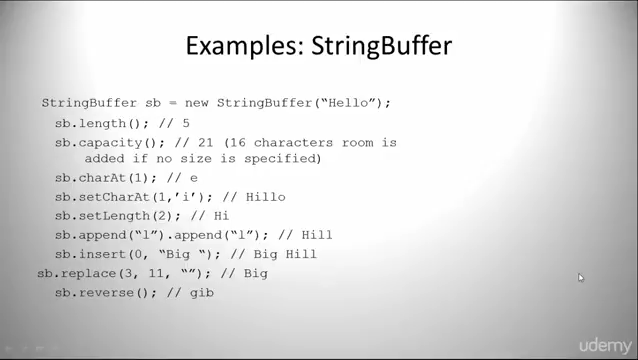 Examples: StringBuffer
StringBuffer sb = new StringBuffer(“Hello”);
sb.length(); // 5
sb.capacity(); // 21 (16 characters room is
added if no size is specified)
sb.charAt(1); // e
sb.setCharAt(1,’i’); // Hillo
sb.setLength(2); // Hi
sb.append(“l”).append(“l”); // Hill
sb.insert(0, “Big “); // Big Hill
sb.replace(3, 11, “”); // Big
sb.reverse(); // gib
udemy